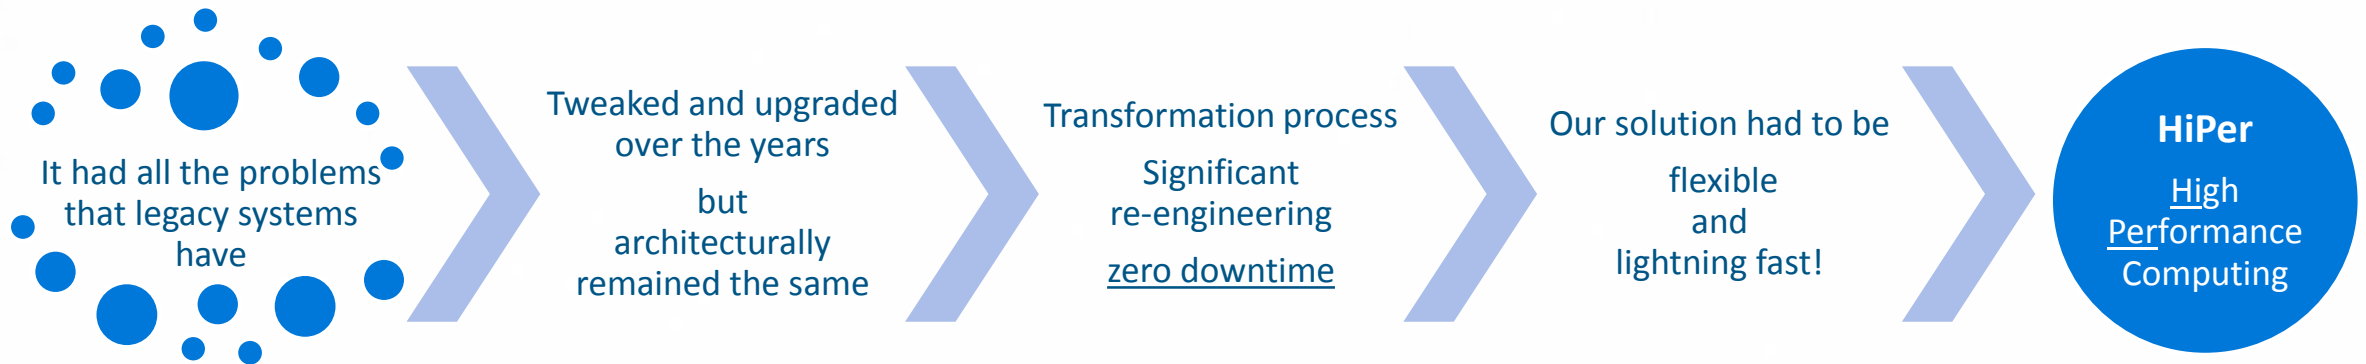 It had all the problems
that legacy systems
have
Tweaked and upgraded
over the years
but
architecturally
remained the same
Transformation process
Significant
re-engineering
zero downtime
Our solution had to be
flexible
and
lightning fast!
HiPer
High
Performance
Computing